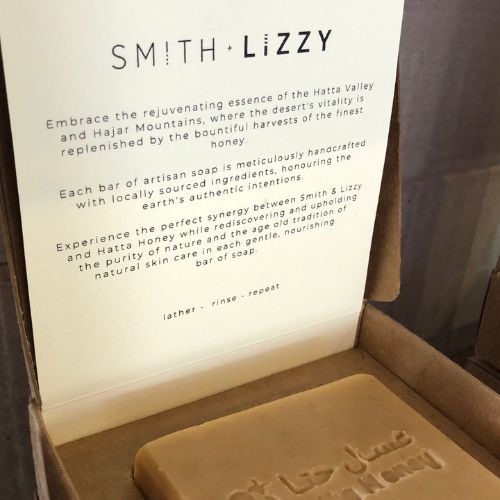 SM!TH + LiZZY
Embrace the rejuvenating essence of the Hatta Valley
and Hajar Mountains, where the desert's vitality is
replenished by the bountiful harvests of the finest
honey.
Each bar of artisan soap is meticulously handcrafted
with locally sourced ingredients, honouring the
earth's authentic intentions.
Experience the perfect synergy between Smith & Lizzy
and Hatta Honey while rediscovering and upholding
the purity of nature and the age old tradition of
natural skin care in each gentle, nourishing
bar of soap.
lather - rinse - repeat
عسل حتا
Honey